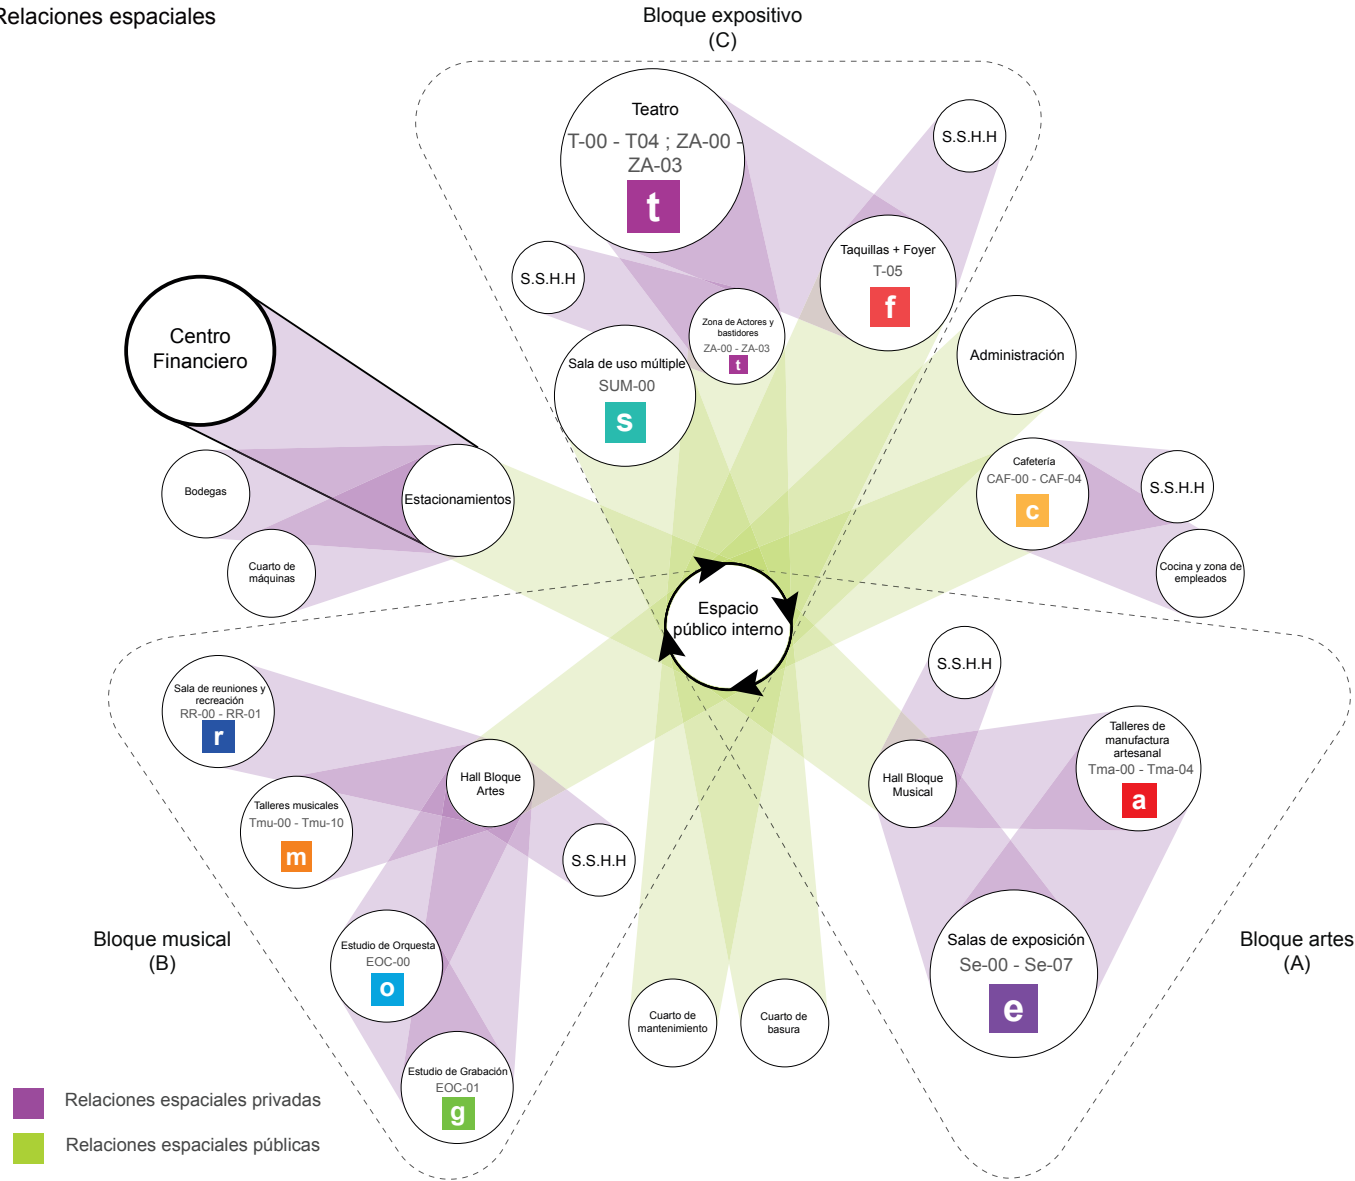 Relaciones espaciales
Bloque expositivo
(C)
Teatro
T-00 - T04 ; ZA-00 -
ZA-03
t
S.S.H.H
Taquillas + Foyer
T-05
f
S.S.H.H
Zona de Actores y
bastidores
ZA-00 - ZA-03
t
Sala de uso múltiple
SUM-00
s
Administración
Centro
Financiero
Bodegas
Estacionamientos
Cuarto de
máquinas
Cafetería
CAF-00 - CAF-04
c
S.S.H.H
Cocina y zona de
empleados
Espacio
público interno
Sala de reuniones y
recreación
RR-00 - RR-01
r
Talleres musicales
Tmu-00 - Tmu-10
m
Hall Bloque
Artes
S.S.H.H
Estudio de Orquesta
EOC-00
o
Estudio de Grabación
EOC-01
g
Bloque musical
(B)
S.S.H.H
Hall Bloque
Musical
Talleres de
manufactura
artesanal
Tma-00 - Tma-04
a
Salas de exposición
Se-00 - Se-07
e
Bloque artes
(A)
Cuarto de
mantenimiento
Cuarto de
basura
Relaciones espaciales privadas
Relaciones espaciales públicas